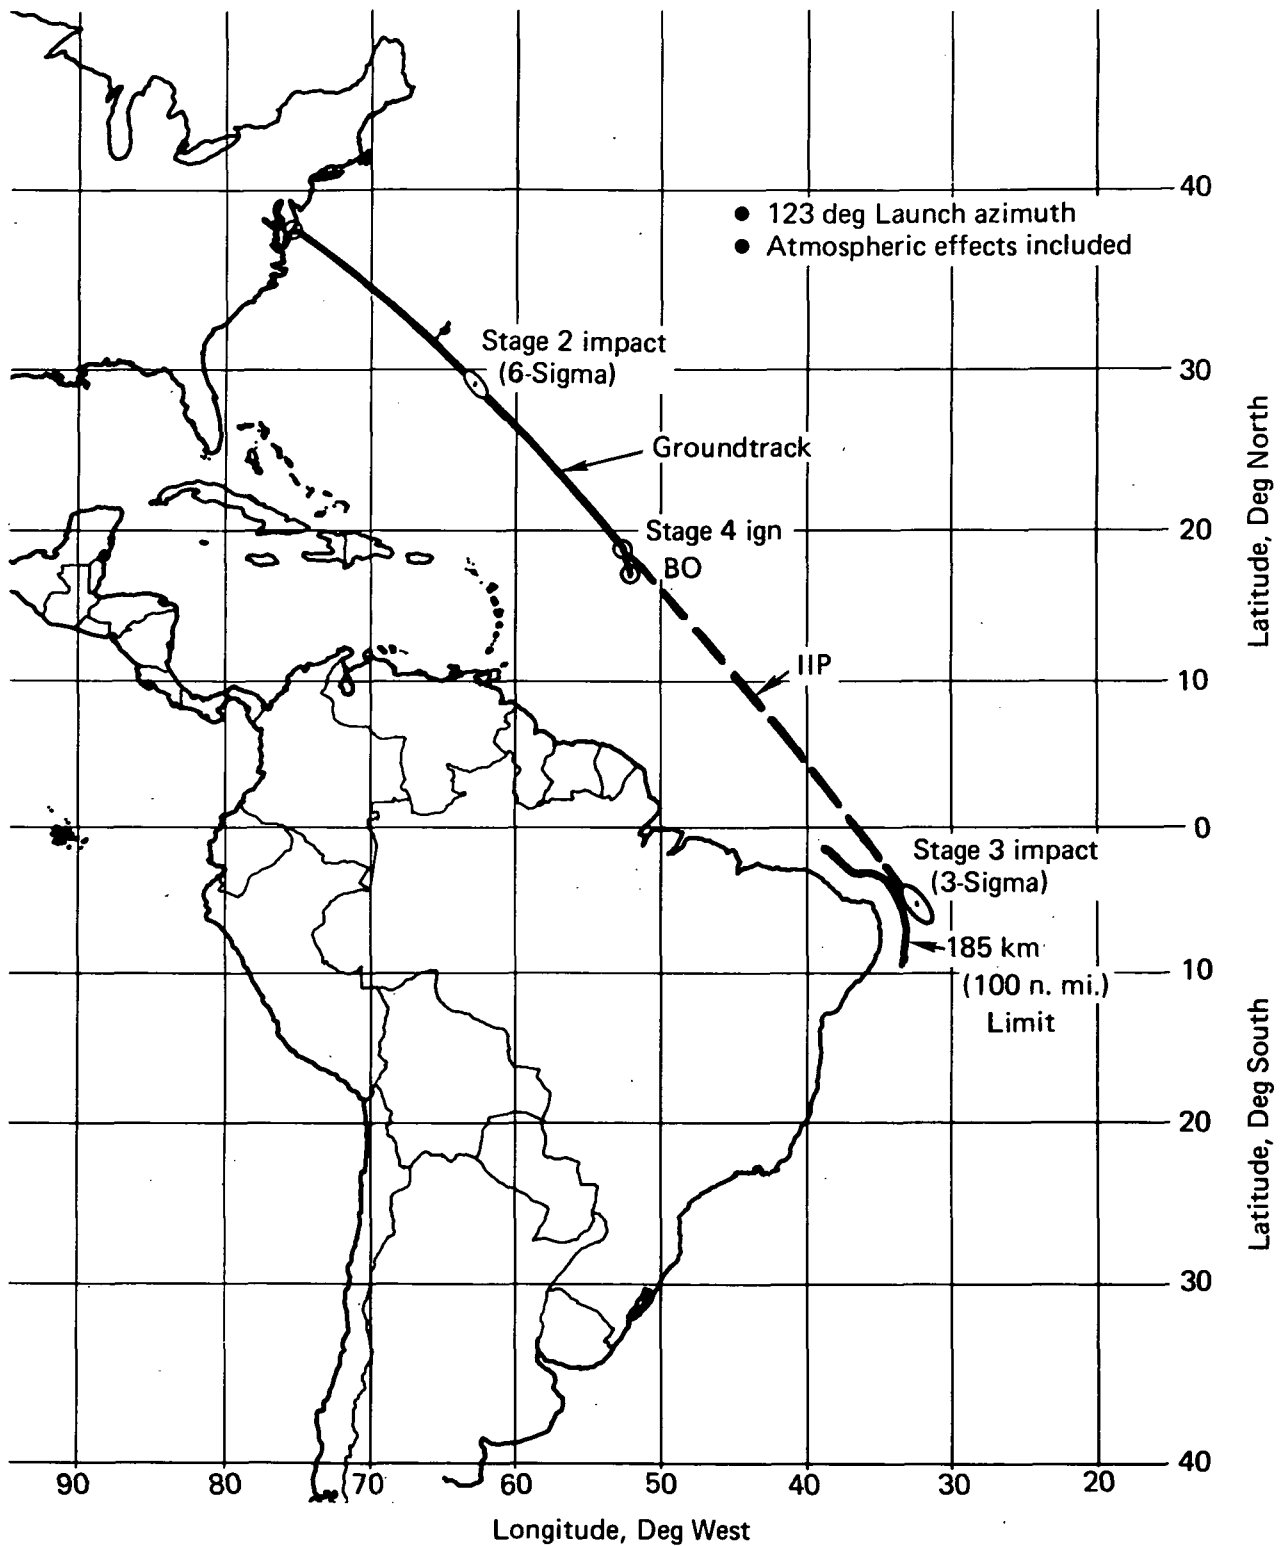 40
● 123 deg Launch azimuth
● Atmospheric effects included
Stage 2 impact
(6-Sigma)
30
Groundtrack
Latitude, Deg North
Stage 4 ign
20
BO
IIP
10
0
Stage 3 impact
(3-Sigma)
185 km
10
(100 n. mi.)
Limit
20
Latitude, Deg South
30
40
90 80 70 60 50 40 30 20
Longitude, Deg West